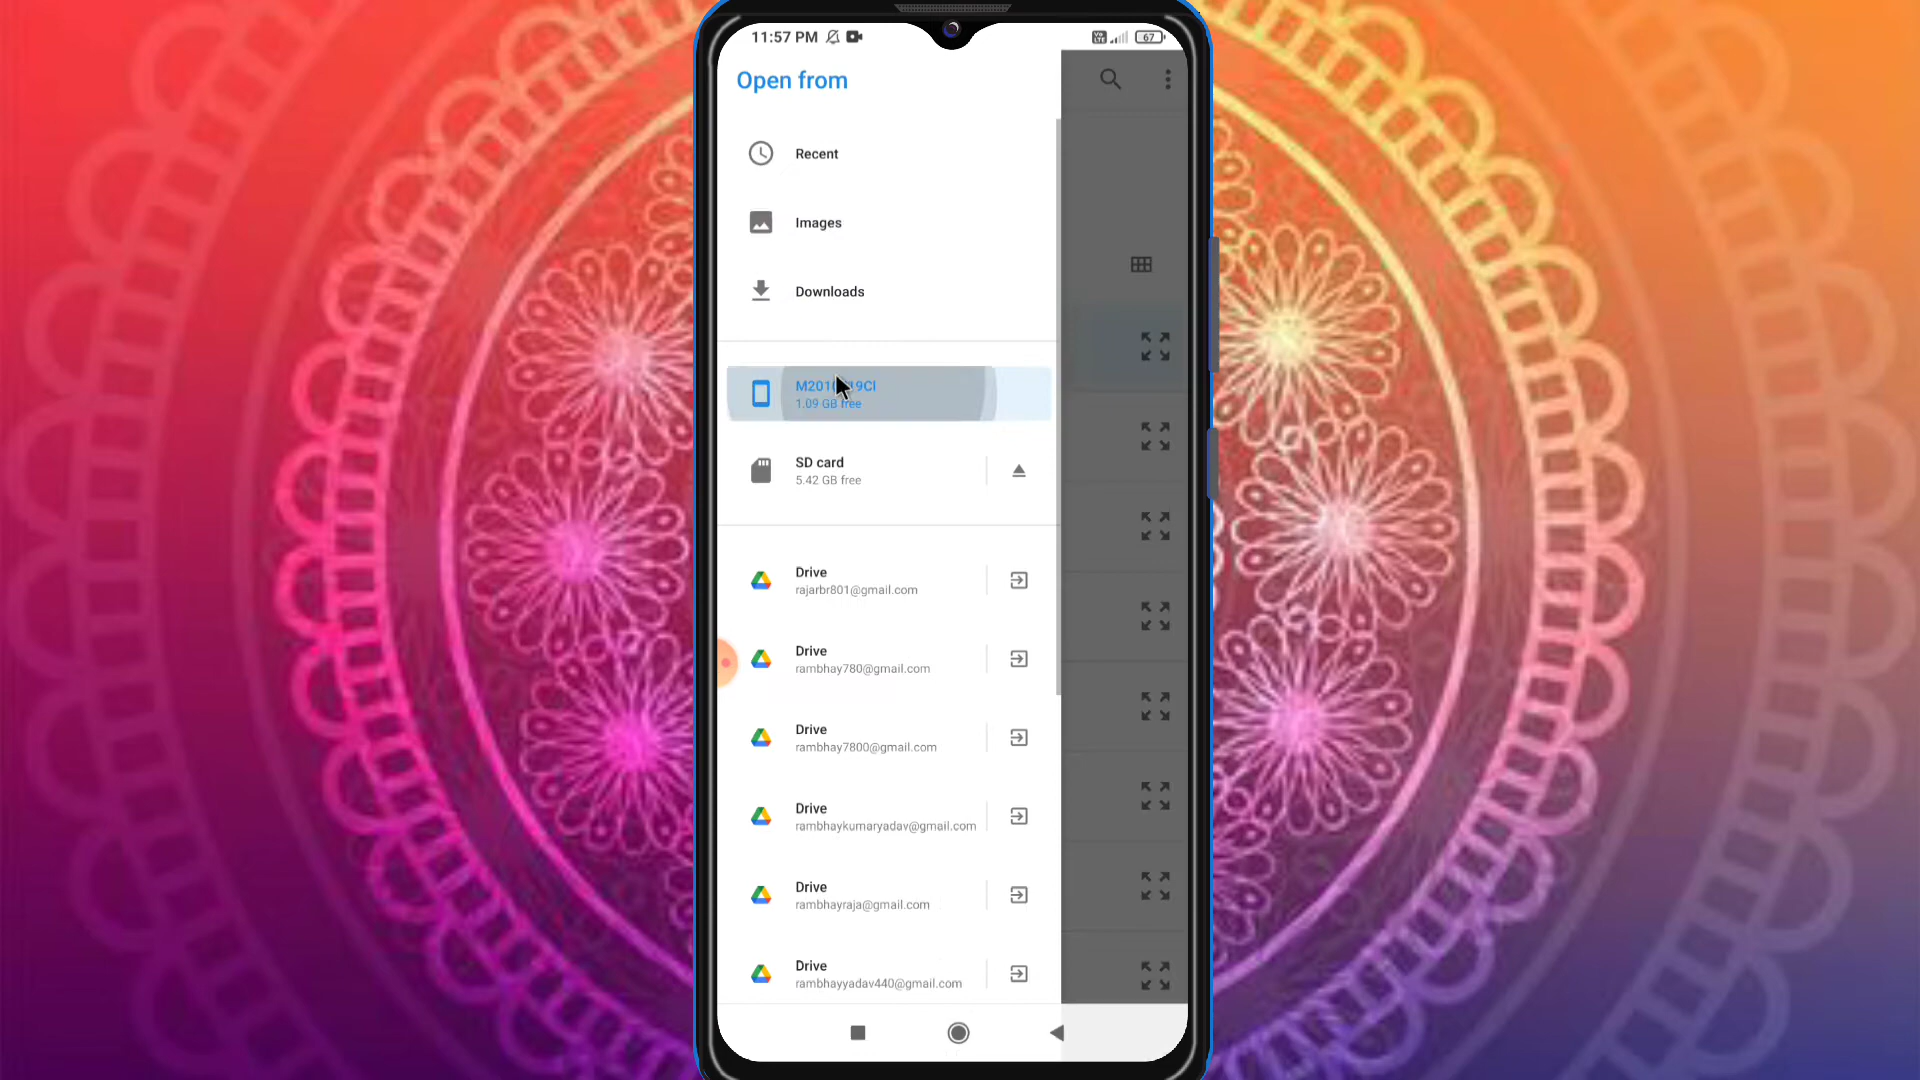 11:57 PM
Vo
LTE
67
Open from
Recent
Images
Downloads
1.09 GB free
SD card
5.42 GB free
Drive
rajarbr801@gmail.com
Drive
rambhay780@gmail.com
Drive
rambhay7800@gmail.com
Drive
rambhaykumaryadav@gmail.com
Drive
rambhayraja@gmail.com
Drive
rambhayyadav440@gmail.com